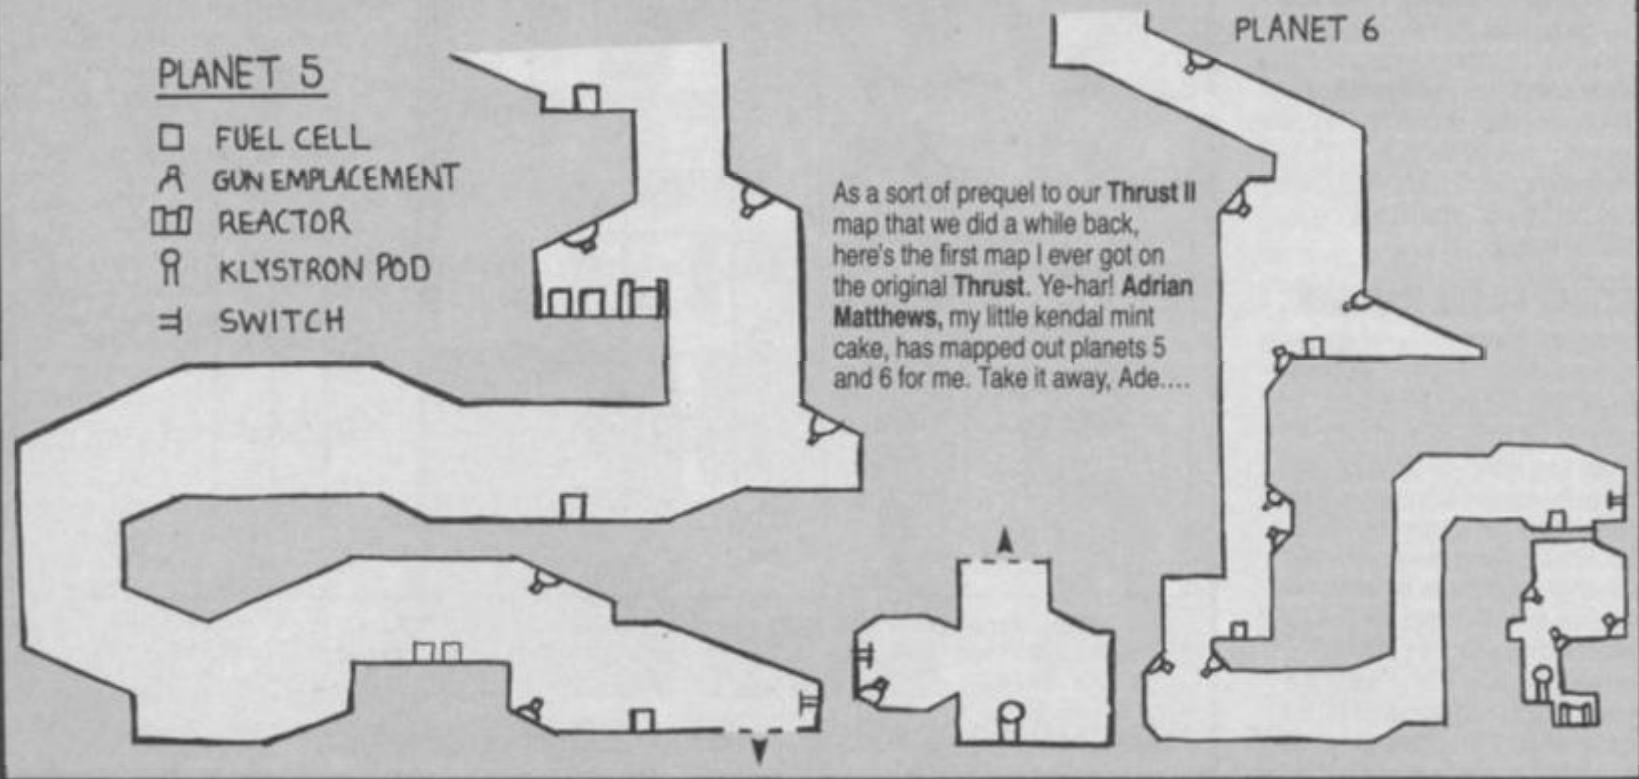 PLANET 5
FUEL CELL
GUN EMPLACEMENT
REACTOR
KLYSTRON POD
SWITCH
As a sort of prequel to our Thrust II
map that we did a while back,
here's the first map I ever got on
the original Thrust. Ye-har! Adrian
Matthews, my little kendal mint
cake, has mapped out planets 5
and 6 for me. Take it away, Ade....
PLANET 6